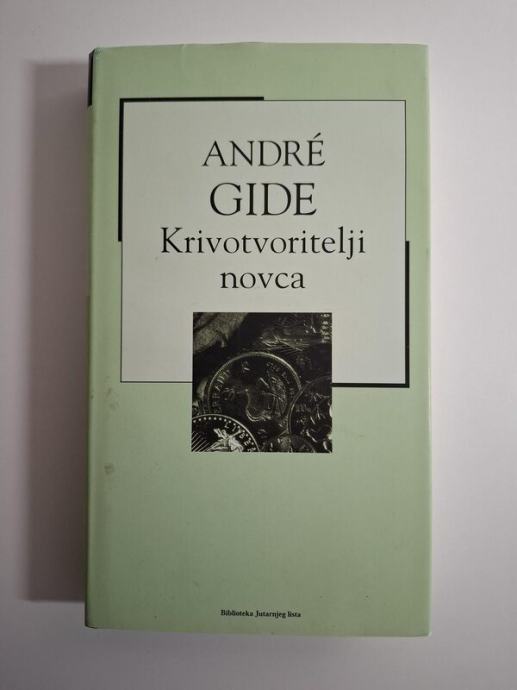 ANDRÉ
GIDE
Krivotvoritelji
novca
Biblioteka Jutarnjeg lista